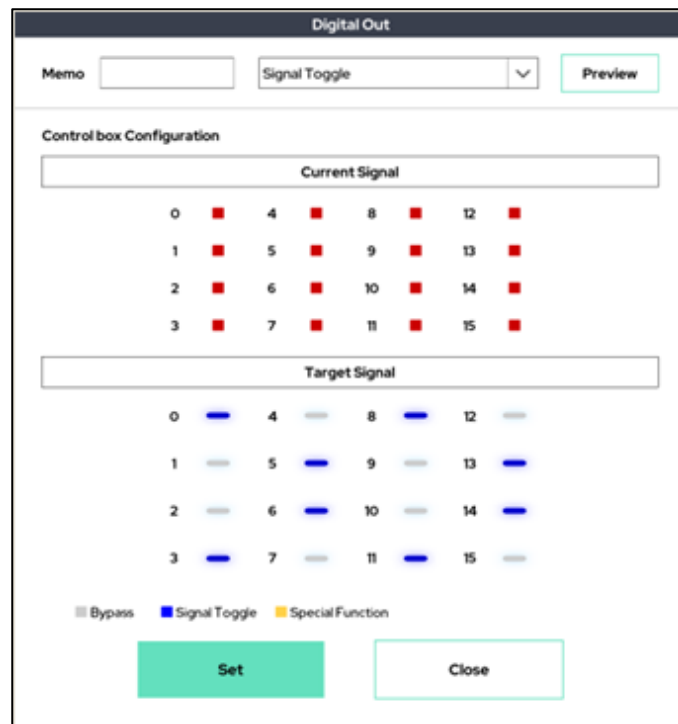 Digital Out
Memo Signal Toggle Preview
Control box Configuration
Current Signal
0 4 8 12
1 5 9 13
2 6 10 14
3 7 11 15
Target Signal
0 4 8 12
1 5 9 13
2 6 10 14
3 7 11 15
Bypass Signal Toggle Special Function
Set Close